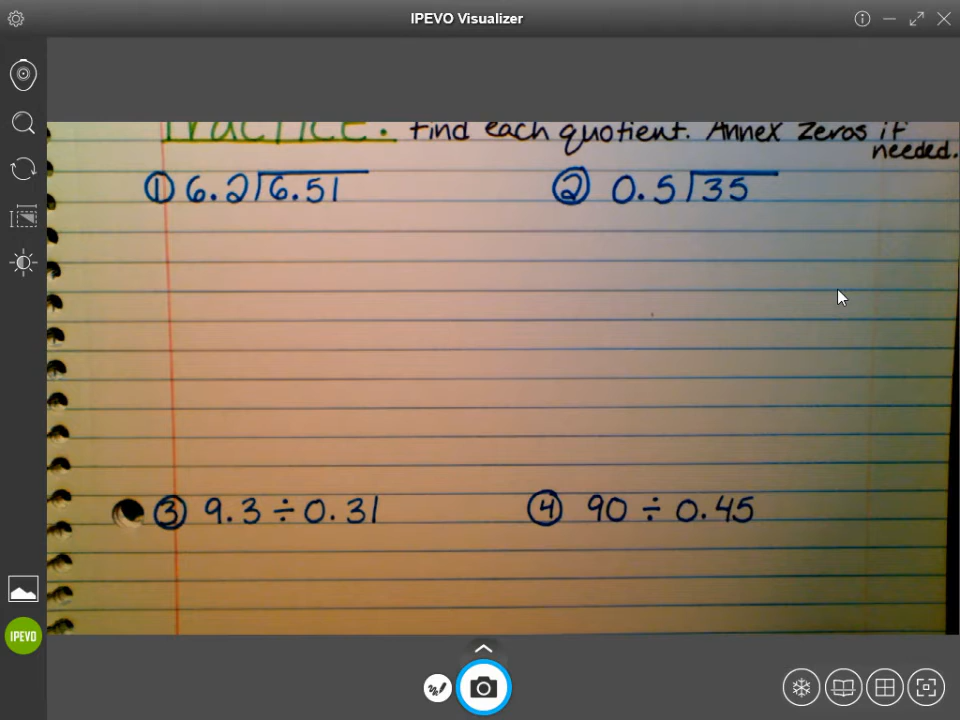 IPEVO Visualizer
Practice. Find each quotient. Annex zeros if
needed.
① 6.2⟌6.51 ② 0.5⟌35
③ 9.3 ÷ 0.31 ④ 90 ÷ 0.45
IPEVO